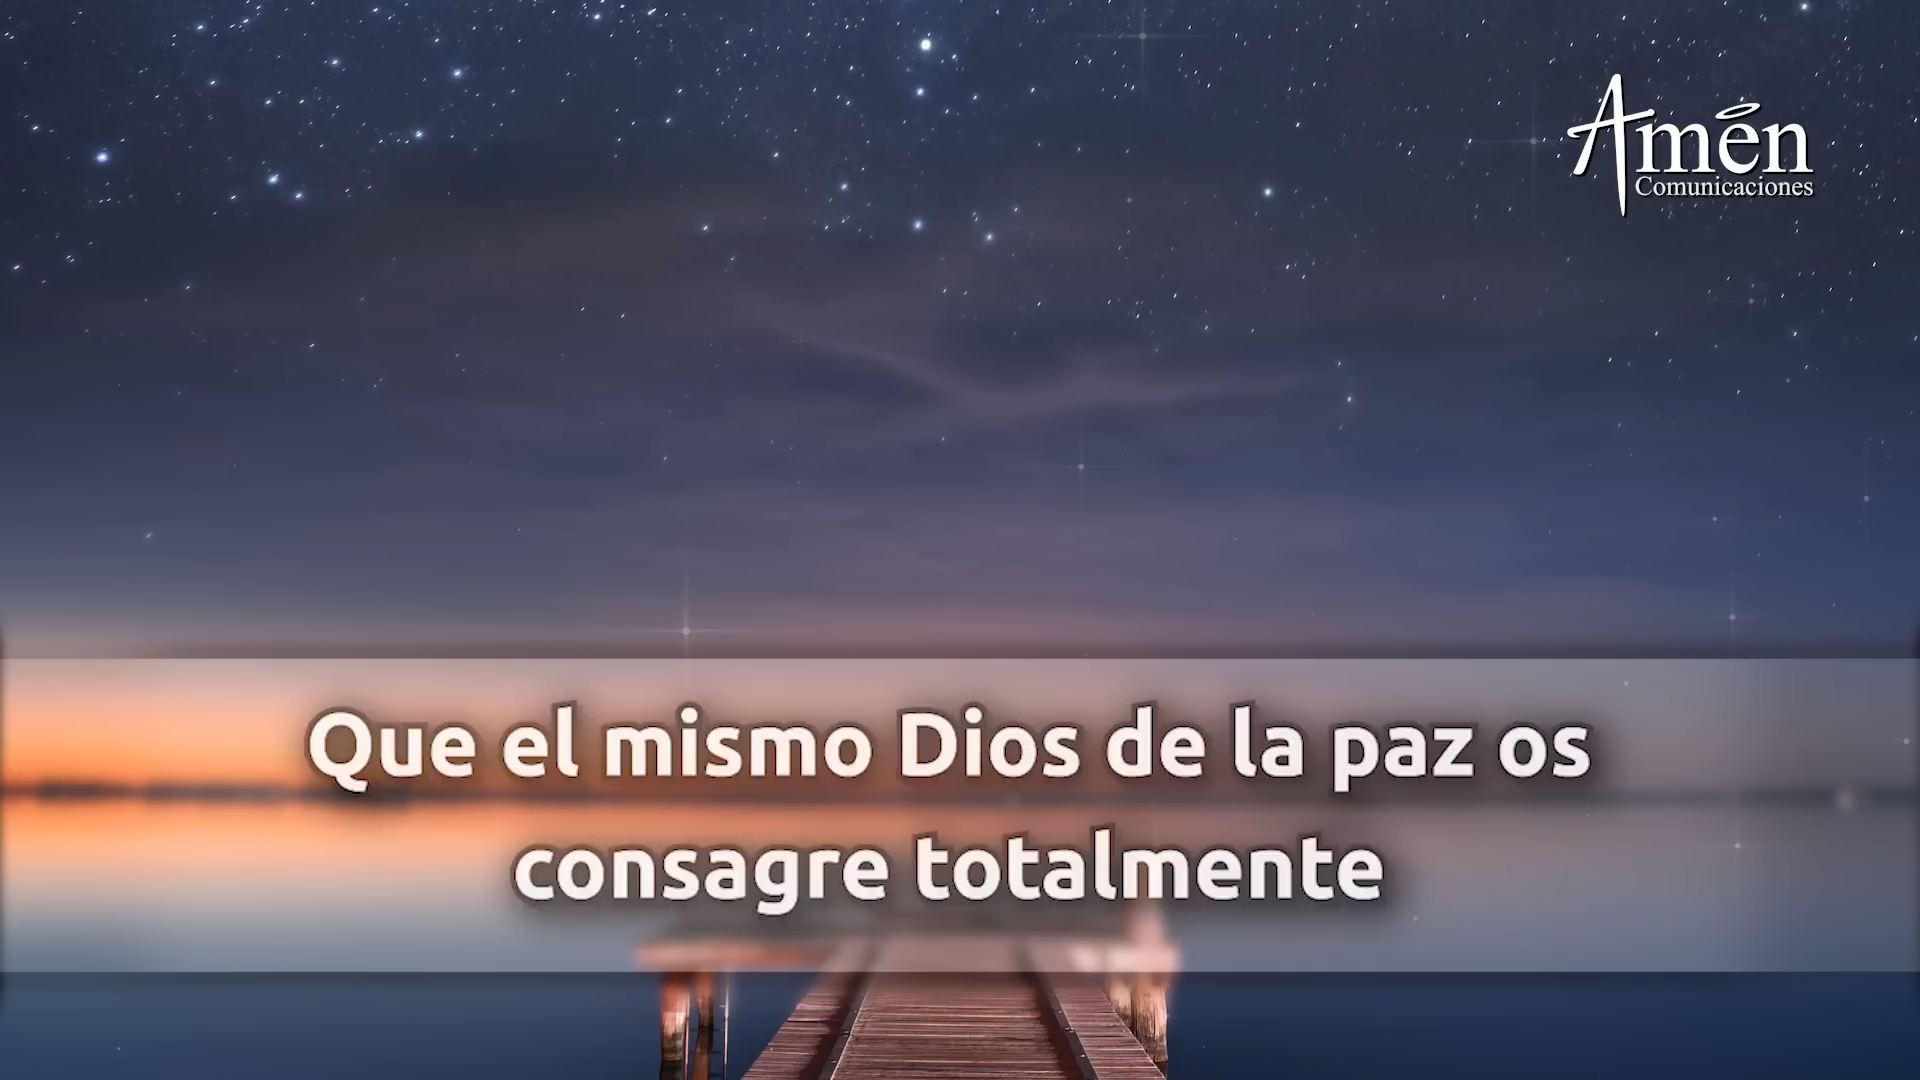 Amén
Comunicaciones
Que el mismo Dios de la paz os
consagre totalmente